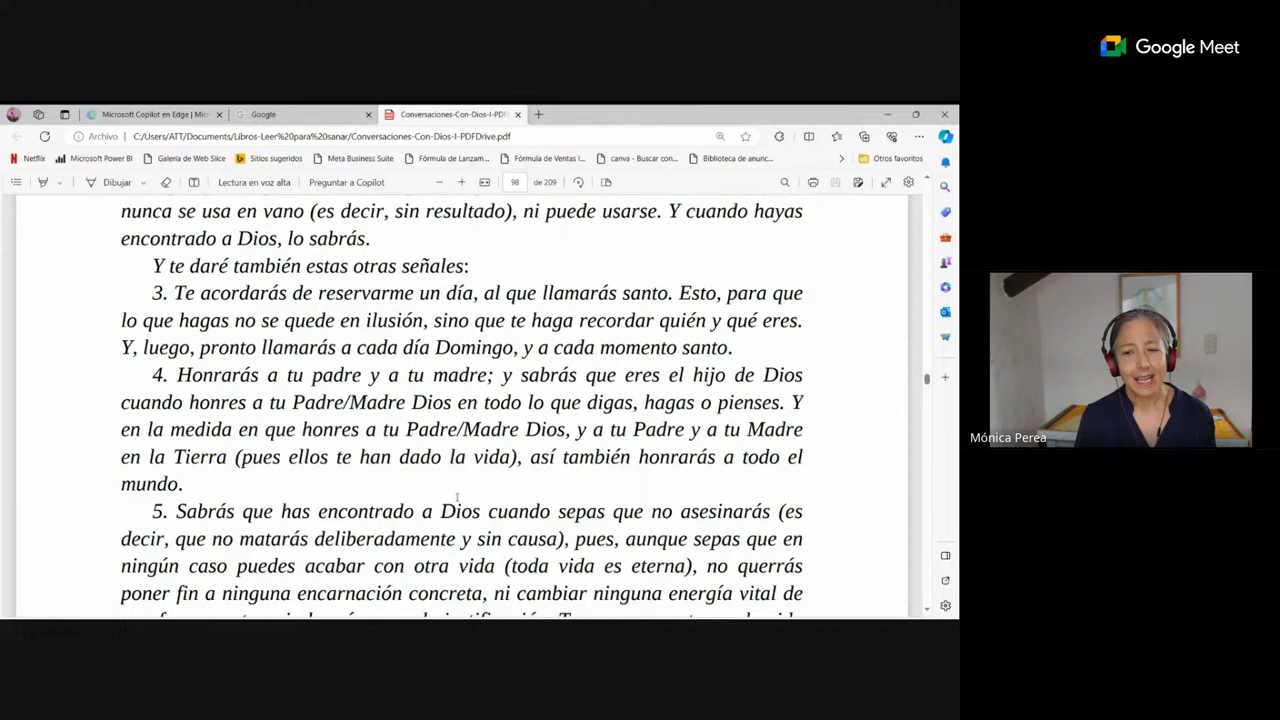 Google Meet
Microsoft Copilot en Edge | Mic
Google
Conversaciones-Con-Dios-I-PDFD
Archivo
C:/Users/ATT/Documents/Libros-Leer%20para%20sanar/Conversaciones-Con-Dios-I-PDFDrive.pdf
Netflix
Microsoft Power BI
Galería de Web Slice
Sitios sugeridos
Meta Business Suite
Fórmula de Lanzam...
Fórmula de Ventas I...
canva - Buscar con...
Biblioteca de anunc...
Otros favoritos
Dibujar
Lectura en voz alta
Preguntar a Copilot
98 de 209
nunca se usa en vano (es decir, sin resultado), ni puede usarse. Y cuando hayas
encontrado a Dios, lo sabrás.
Y te daré también estas otras señales:
3. Te acordarás de reservarme un día, al que llamarás santo. Esto, para que
lo que hagas no se quede en ilusión, sino que te haga recordar quién y qué eres.
Y, luego, pronto llamarás a cada día Domingo, y a cada momento santo.
4. Honrarás a tu padre y a tu madre; y sabrás que eres el hijo de Dios
cuando honres a tu Padre/Madre Dios en todo lo que digas, hagas o pienses. Y
en la medida en que honres a tu Padre/Madre Dios, y a tu Padre y a tu Madre
en la Tierra (pues ellos te han dado la vida), así también honrarás a todo el
mundo.
5. Sabrás que has encontrado a Dios cuando sepas que no asesinarás (es
decir, que no matarás deliberadamente y sin causa), pues, aunque sepas que en
ningún caso puedes acabar con otra vida (toda vida es eterna), no querrás
poner fin a ninguna encarnación concreta, ni cambiar ninguna energía vital de
Mónica Perea